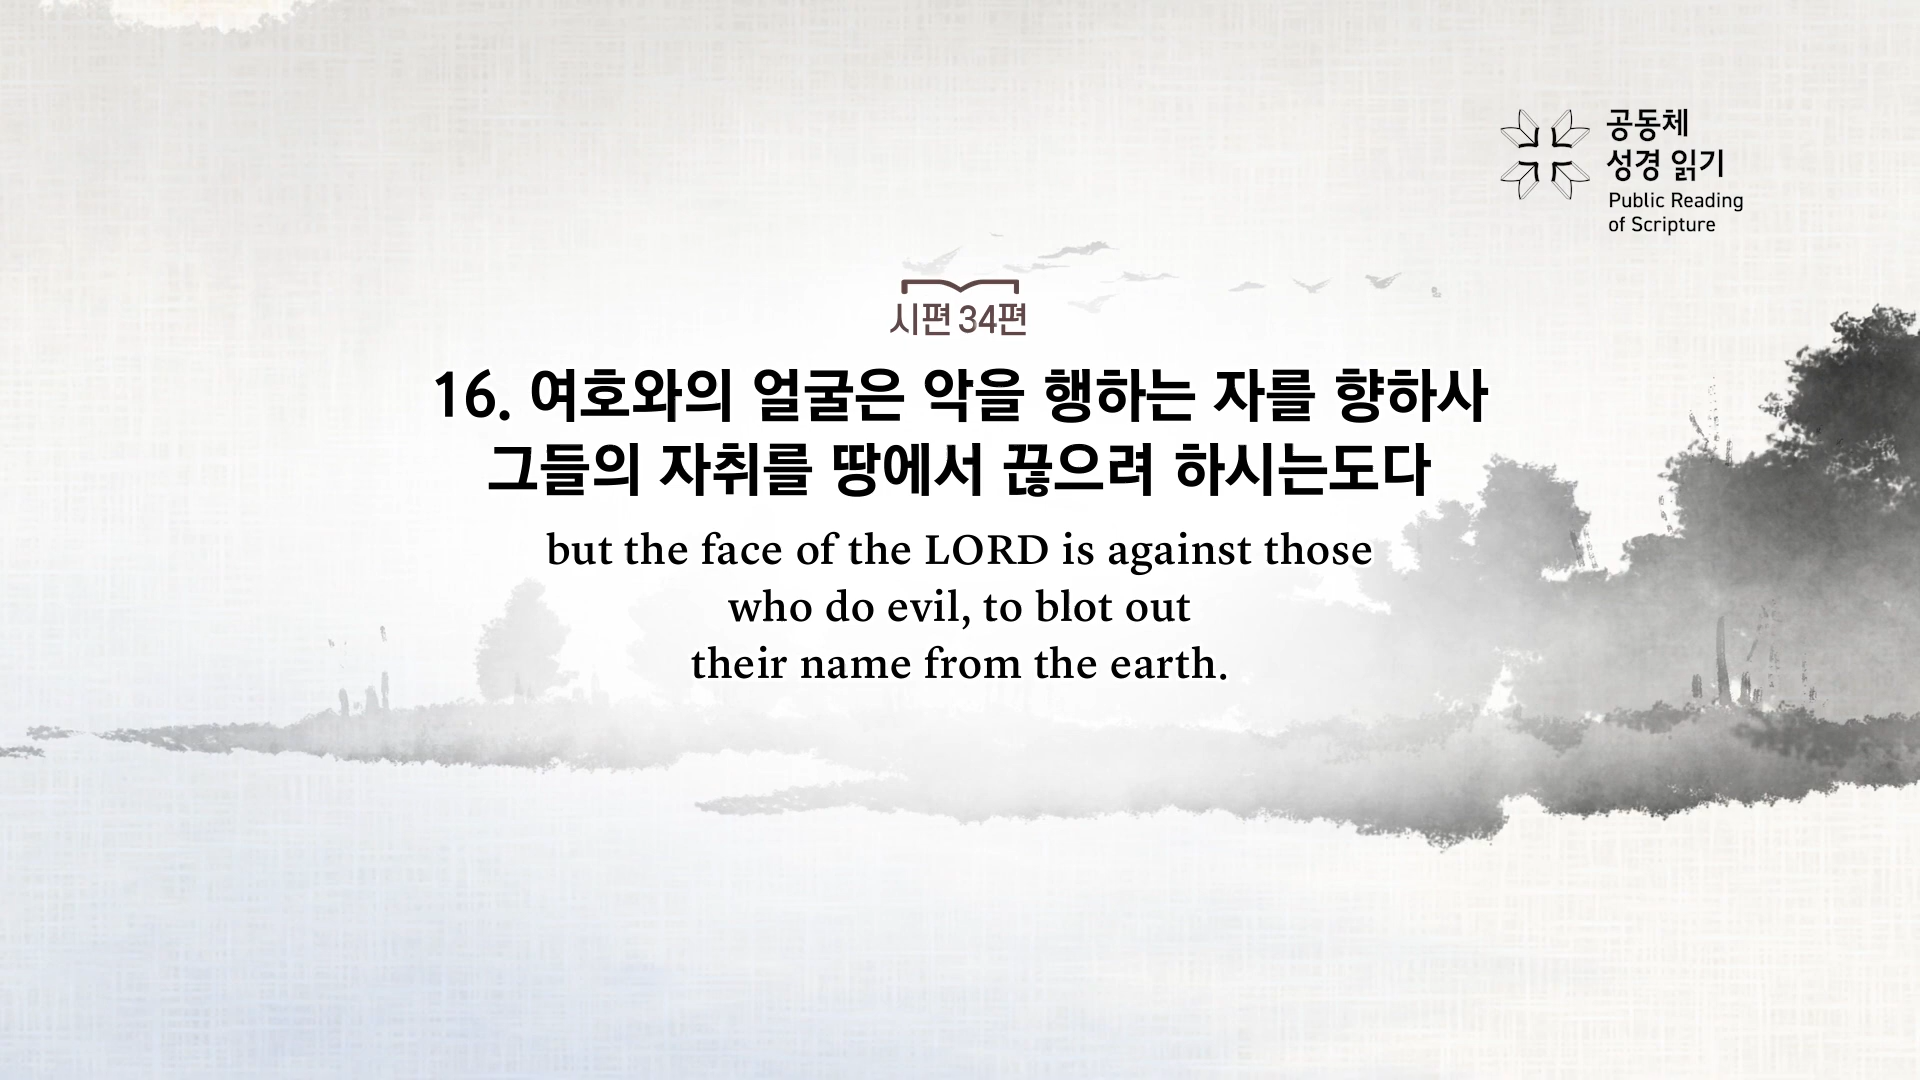 공동체
성경 읽기
Public Reading
of Scripture
시편 34편
16. 여호와의 얼굴은 악을 행하는 자를 향하사
그들의 자취를 땅에서 끊으려 하시는도다
but the face of the LORD is against those
who do evil, to blot out
their name from the earth.